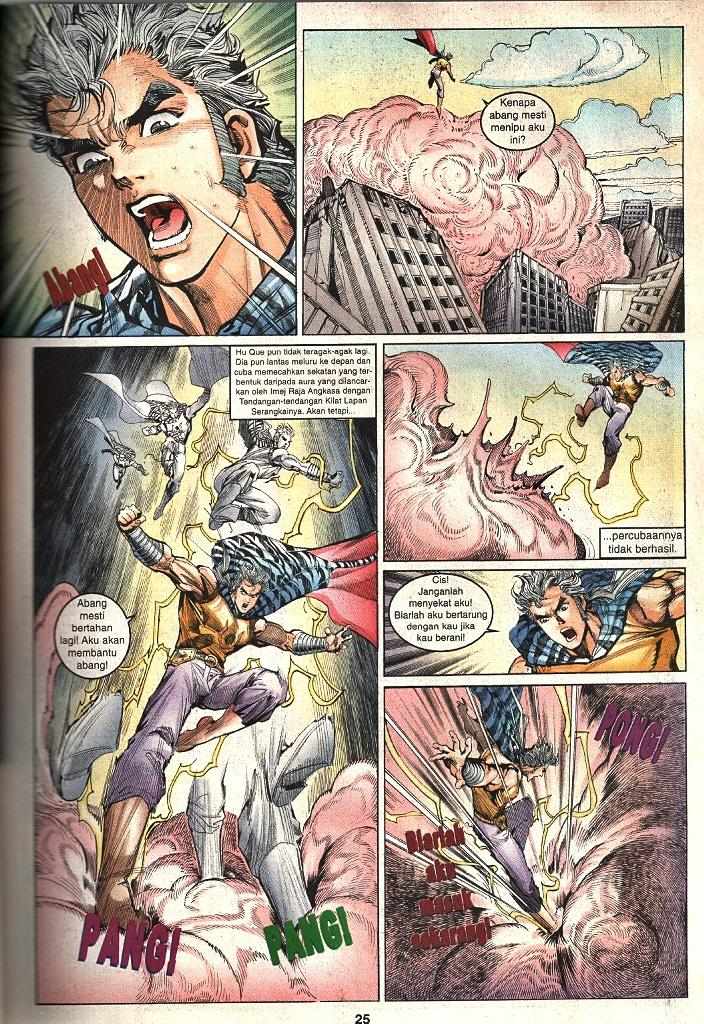 Abang!
Kenapa
abang mesti
menipu aku
ini?
Hu Que pun tidak teragak-agak lagi.
Dia pun lantas meluru ke depan dan
cuba memecahkan sekatan yang ter-
bentuk daripada aura yang dilancar-
kan oleh Imej Raja Angkasa dengan
Tendangan-tendangan Kilat Lapan
Serangkainya. Akan tetapi...
Abang
mesti
bertahan
lagi! Aku akan
membantu
abang!
PANG!
PANG!
...percubaannya
tidak berhasil.
Cis!
Janganlah
menyekat aku!
Biarlah aku bertarung
dengan kau jika
kau berani!
PONG!
Biarlah
aku
masuk
sekarang!
25